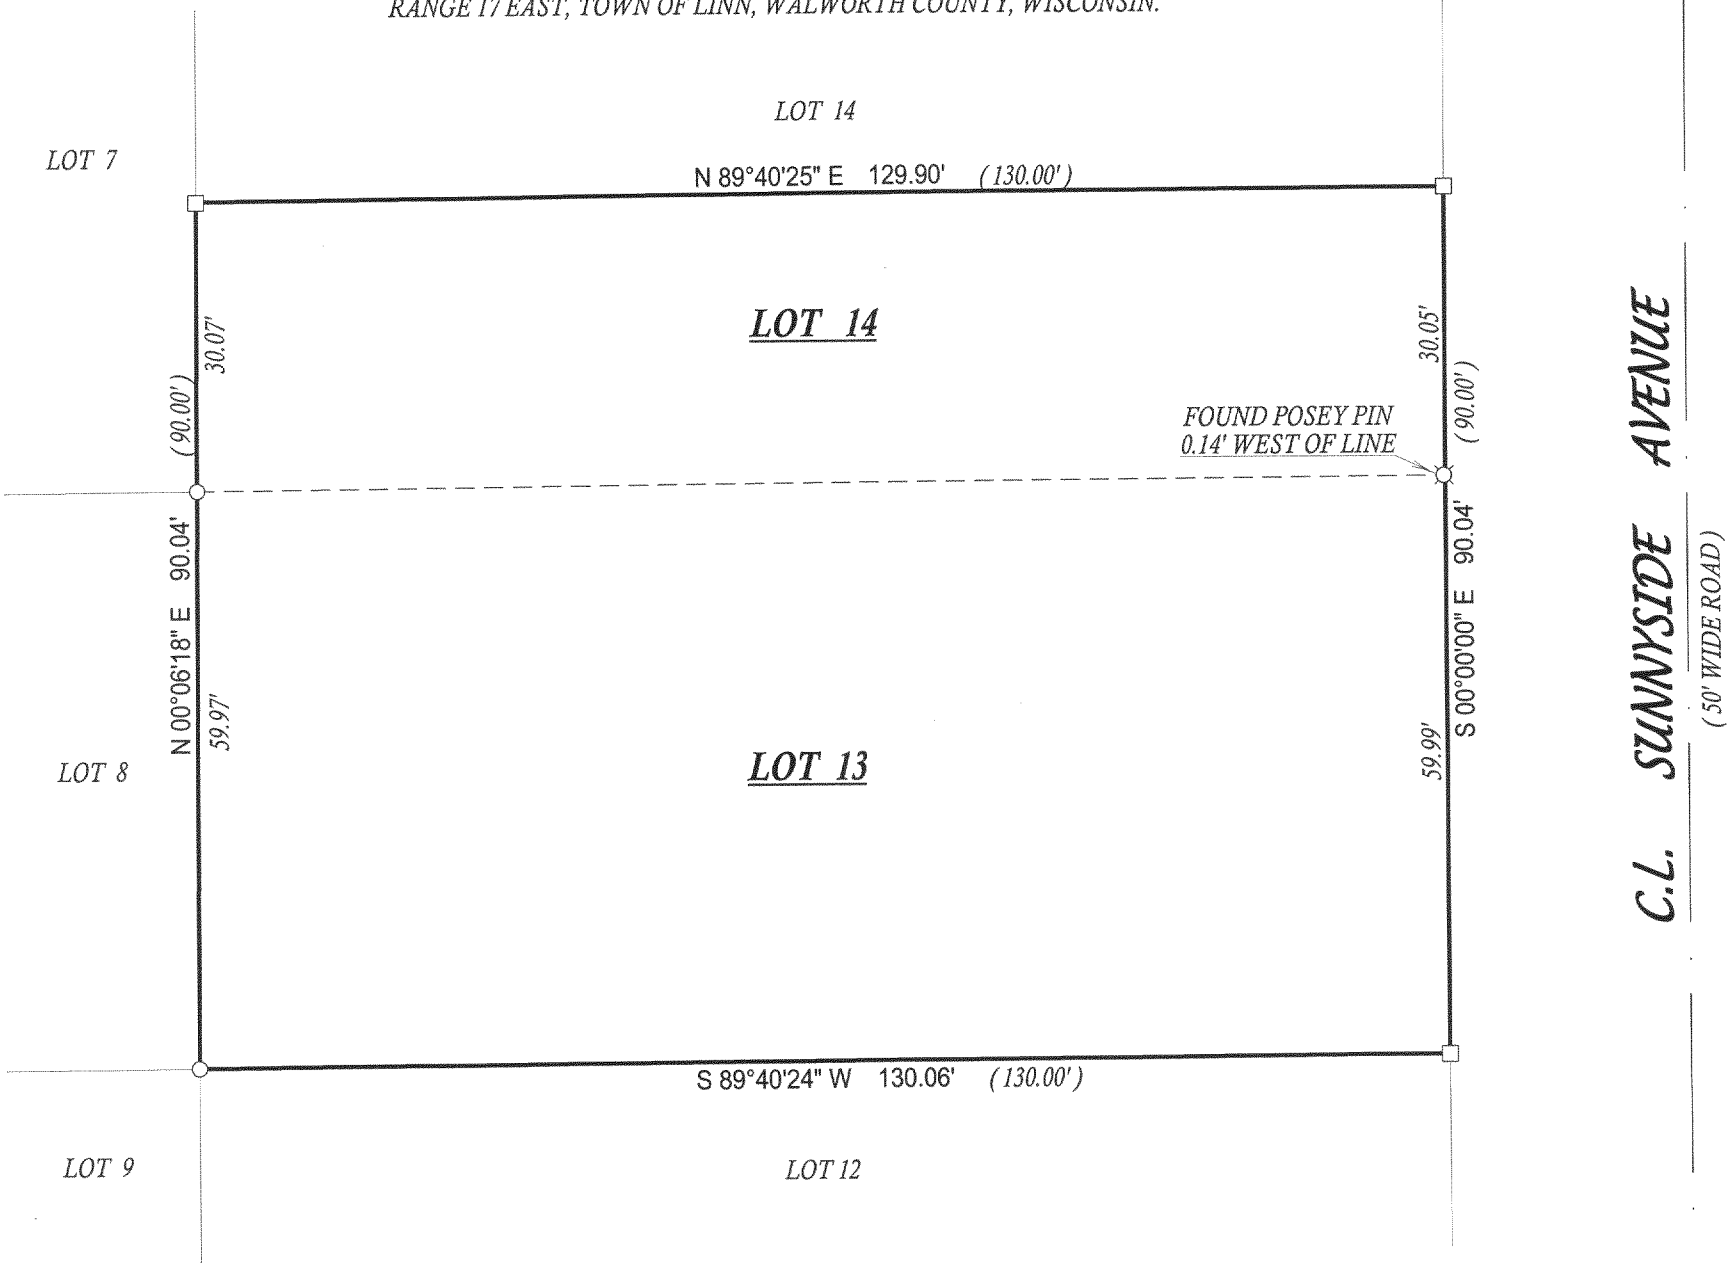 RANGE 17 EAST, TOWN OF LINN, WALWORTH COUNTY, WISCONSIN.
LOT 14
LOT 7
N 89°40'25" E 129.90' (130.00')
LOT 14
30.07'
30.05'
(90.00')
(90.00')
FOUND POSEY PIN
0.14' WEST OF LINE
N 00°06'18" E 90.04'
S 00°00'00" E 90.04'
59.97'
59.99'
LOT 13
LOT 8
C.L. SUNNYSIDE AVENUE
(50' WIDE ROAD)
S 89°40'24" W 130.06' (130.00')
LOT 9
LOT 12